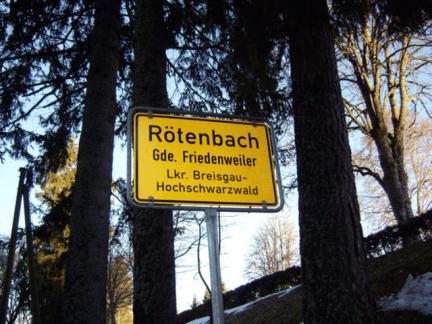 Rötenbach
Gde. Friedenweiler
Lkr. Breisgau-
Hochschwarzwald